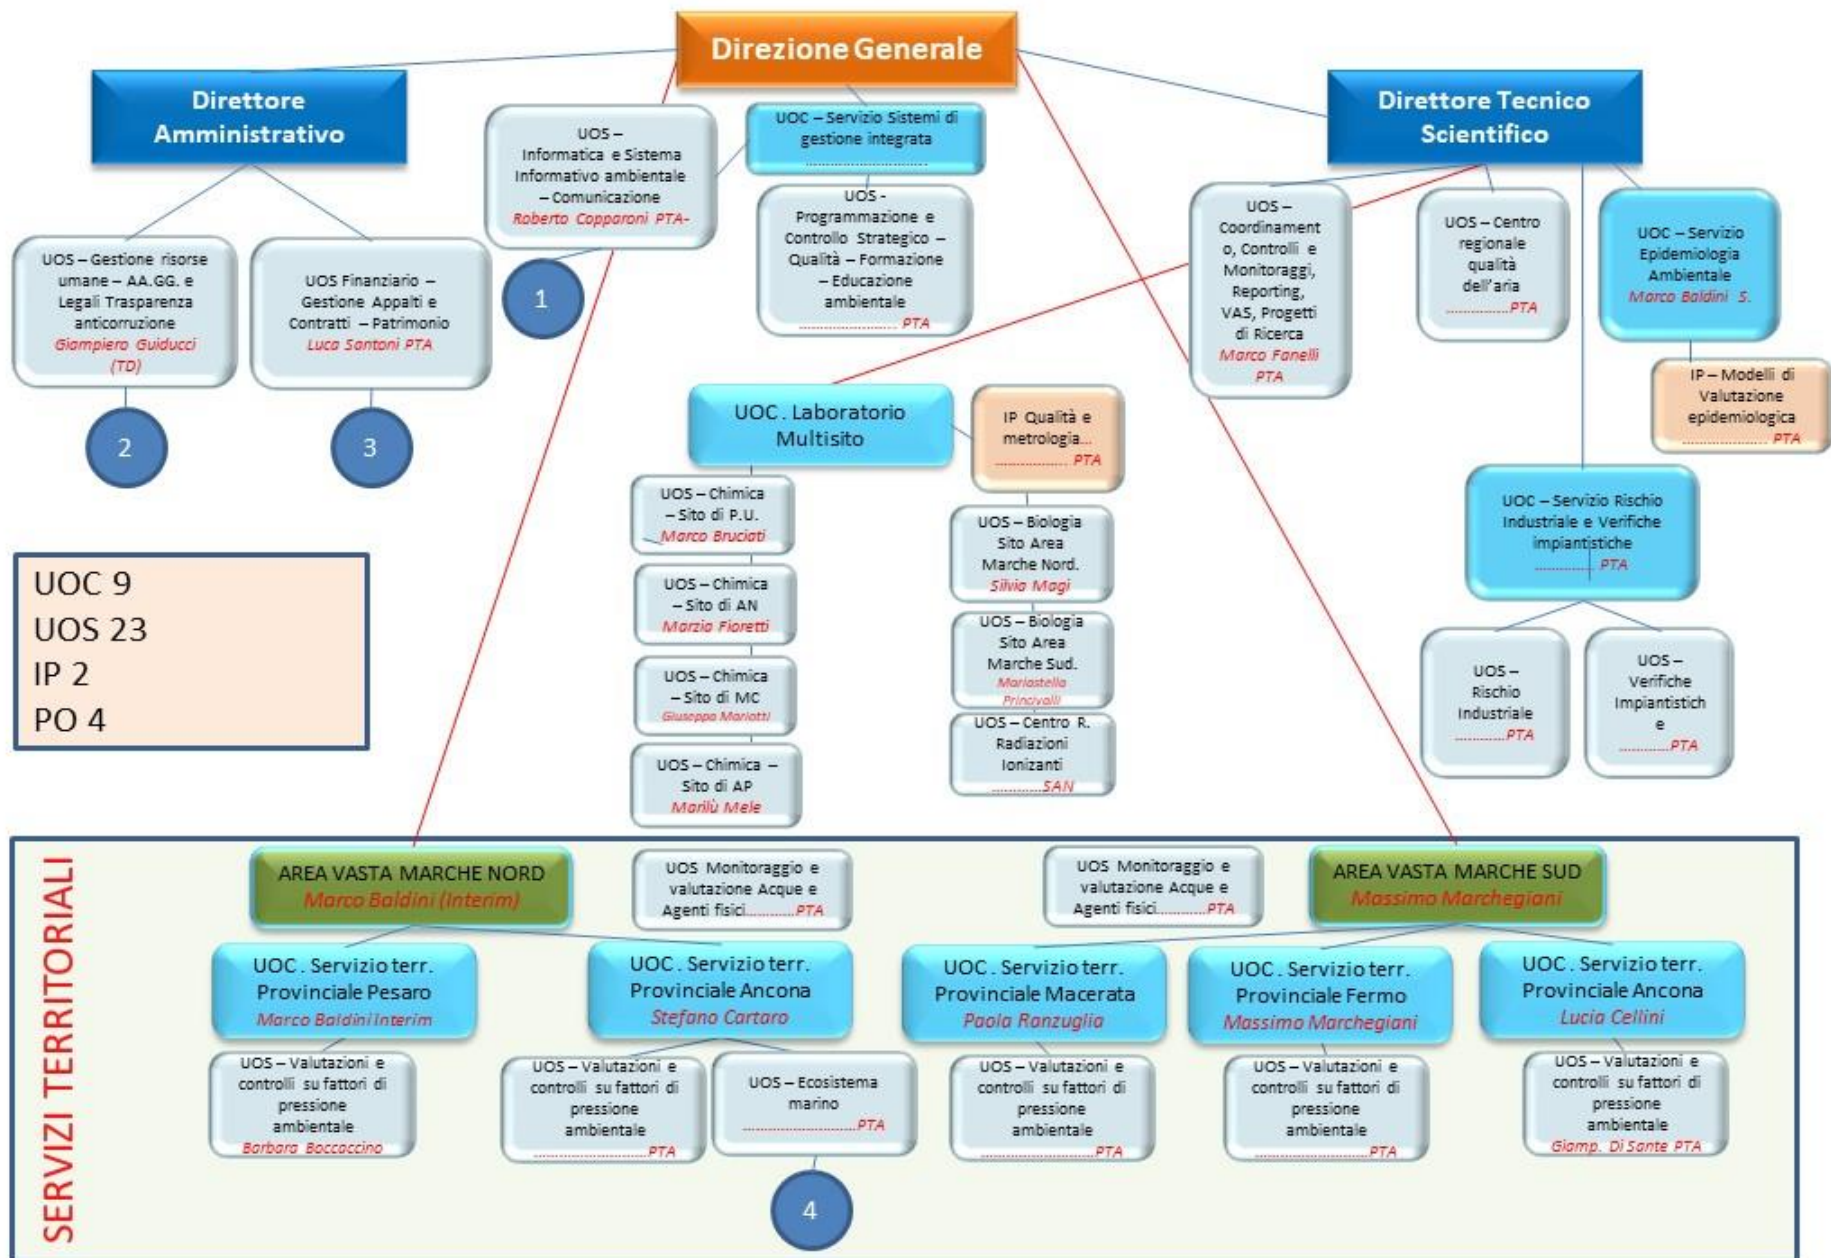 Direzione Generale
Direttore
Amministrativo
Direttore Tecnico
Scientifico
UOS –
Informatica e Sistema
Informativo ambientale
– Comunicazione
Roberto Capparoni PTA-
UOC – Servizio Sistemi di
gestione integrata
............................
UOS -
Programmazione e
Controllo Strategico –
Qualità – Formazione
– Educazione
ambientale
........................ PTA
UOS – Gestione risorse
umane – AA.GG. e
Legali Trasparenza
anticorruzione
Giampiero Guiducci
(TD)
UOS Finanziario –
Gestione Appalti e
Contratti – Patrimonio
Luca Santoni PTA
1
2
3
UOS –
Coordinament
o, Controlli e
Monitoraggi,
Reporting,
VAS, Progetti
di Ricerca
Marco Fanelli
PTA
UOS – Centro
regionale
qualità
dell'aria
...............PTA
UOC – Servizio
Epidemiologia
Ambientale
Marco Baldini S.
IP – Modelli di
Valutazione
epidemiologica
..................... PTA
UOC . Laboratorio
Multisito
IP Qualità e
metrologia...
.................. PTA
UOS – Chimica
– Sito di P.U.
Marco Bruciati
UOS – Chimica
– Sito di AN
Marzia Fioretti
UOS – Chimica
– Sito di MC
Giuseppa Mariotti
UOS – Chimica –
Sito di AP
Marilù Mele
UOS – Biologia
Sito Area
Marche Nord.
Silvia Magi
UOS – Biologia
Sito Area
Marche Sud.
Mariastella
Principalli
UOS – Centro R.
Radiazioni
Ionizanti
.............SAN
UOC – Servizio Rischio
Industriale e Verifiche
impiantistiche
.............. PTA
UOS –
Rischio
Industriale
.............PTA
UOS –
Verifiche
Impiantistich
e
............PTA
UOC 9
UOS 23
IP 2
PO 4
SERVIZI TERRITORIALI
AREA VASTA MARCHE NORD
Marco Baldini (Interim)
UOS Monitoraggio e
valutazione Acque e
Agenti fisici............PTA
UOS Monitoraggio e
valutazione Acque e
Agenti fisici............PTA
AREA VASTA MARCHE SUD
Massimo Marchegiani
UOC . Servizio terr.
Provinciale Pesaro
Marco Baldini Interim
UOC . Servizio terr.
Provinciale Ancona
Stefano Cartaro
UOC . Servizio terr.
Provinciale Macerata
Paola Ranzuglia
UOC . Servizio terr.
Provinciale Fermo
Massimo Marchegiani
UOC . Servizio terr.
Provinciale Ancona
Lucia Cellini
UOS – Valutazioni e
controlli su fattori di
pressione
ambientale
Barbara Boccaccino
UOS – Valutazioni e
controlli su fattori di
pressione
ambientale
............................PTA
UOS – Ecosistema
marino
............................PTA
UOS – Valutazioni e
controlli su fattori di
pressione
ambientale
............................PTA
UOS – Valutazioni e
controlli su fattori di
pressione
ambientale
............................PTA
UOS – Valutazioni e
controlli su fattori di
pressione
ambientale
Giamp. Di Sante PTA
4